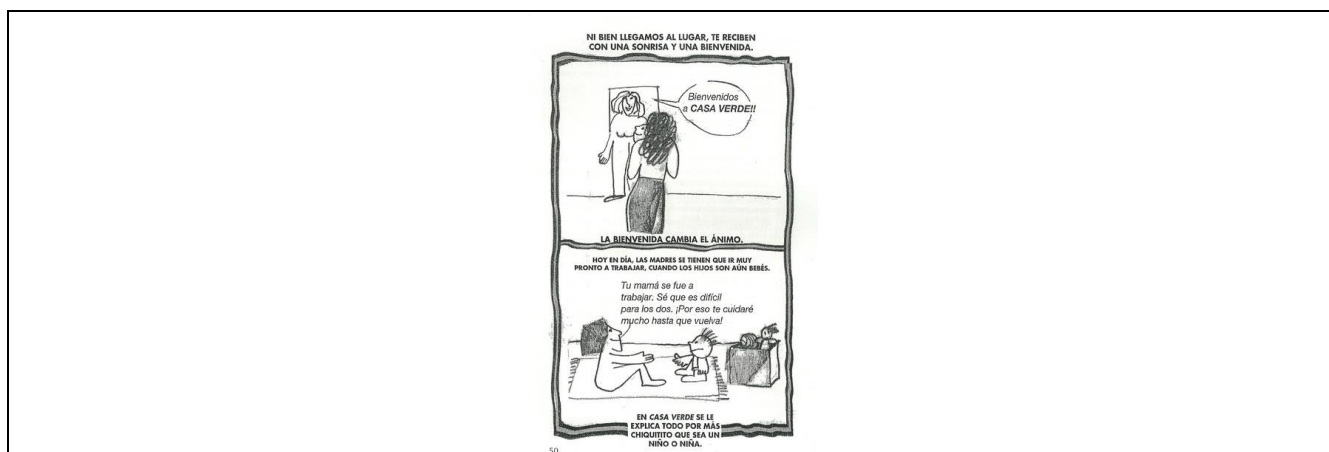 NI BIEN LLEGAMOS AL LUGAR, TE RECIBEN
CON UNA SONRISA Y UNA BIENVENIDA.
Bienvenidos
a CASA VERDE!!
LA BIENVENIDA CAMBIA EL ÁNIMO.
HOY EN DÍA, LAS MADRES SE TIENEN QUE IR MUY
PRONTO A TRABAJAR, CUANDO LOS HIJOS SON AÚN BEBÉS.
Tu mamá se fue a
trabajar. Sé que es difícil
para los dos. ¡Por eso te cuidaré
mucho hasta que vuelva!
EN CASA VERDE SE LE
EXPLICA TODO POR MÁS
CHIQUITITO QUE SEA UN
NIÑO O NIÑA.
50